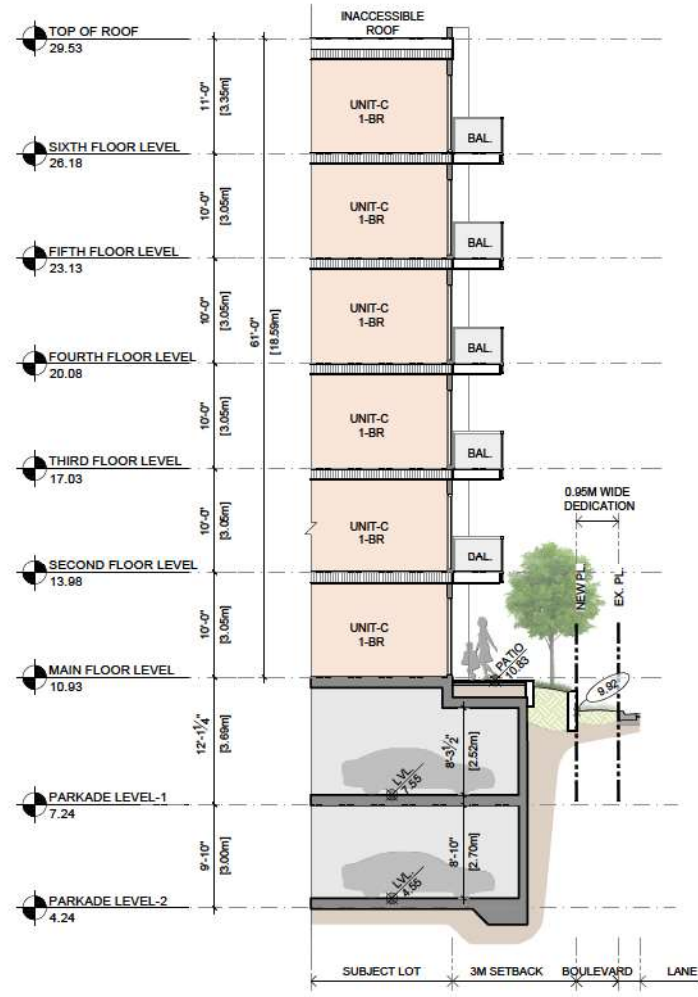 INACCESSIBLE
ROOF
TOP OF ROOF
29.53
11'-0"
[3.35m]
UNIT-C
1-BR
BAL.
SIXTH FLOOR LEVEL
26.18
10'-0"
[3.05m]
UNIT-C
1-BR
BAL.
FIFTH FLOOR LEVEL
23.13
10'-0"
[3.05m]
61'-0"
[18.59m]
UNIT-C
1-BR
BAL.
FOURTH FLOOR LEVEL
20.08
10'-0"
[3.05m]
UNIT-C
1-BR
BAL.
THIRD FLOOR LEVEL
17.03
10'-0"
[3.05m]
UNIT-C
1-BR
BAL.
0.95M WIDE
DEDICATION
SECOND FLOOR LEVEL
13.98
10'-0"
[3.05m]
UNIT-C
1-BR
NEW PL.
EX. PL.
PATIO
10.83
9.92
MAIN FLOOR LEVEL
10.93
12'-1¼"
[3.69m]
8'-3½"
[2.52m]
LVL.
7.55
PARKADE LEVEL-1
7.24
9'-10"
[3.00m]
8'-10"
[2.70m]
LVL.
4.55
PARKADE LEVEL-2
4.24
SUBJECT LOT
3M SETBACK
BOULEVARD
LANE